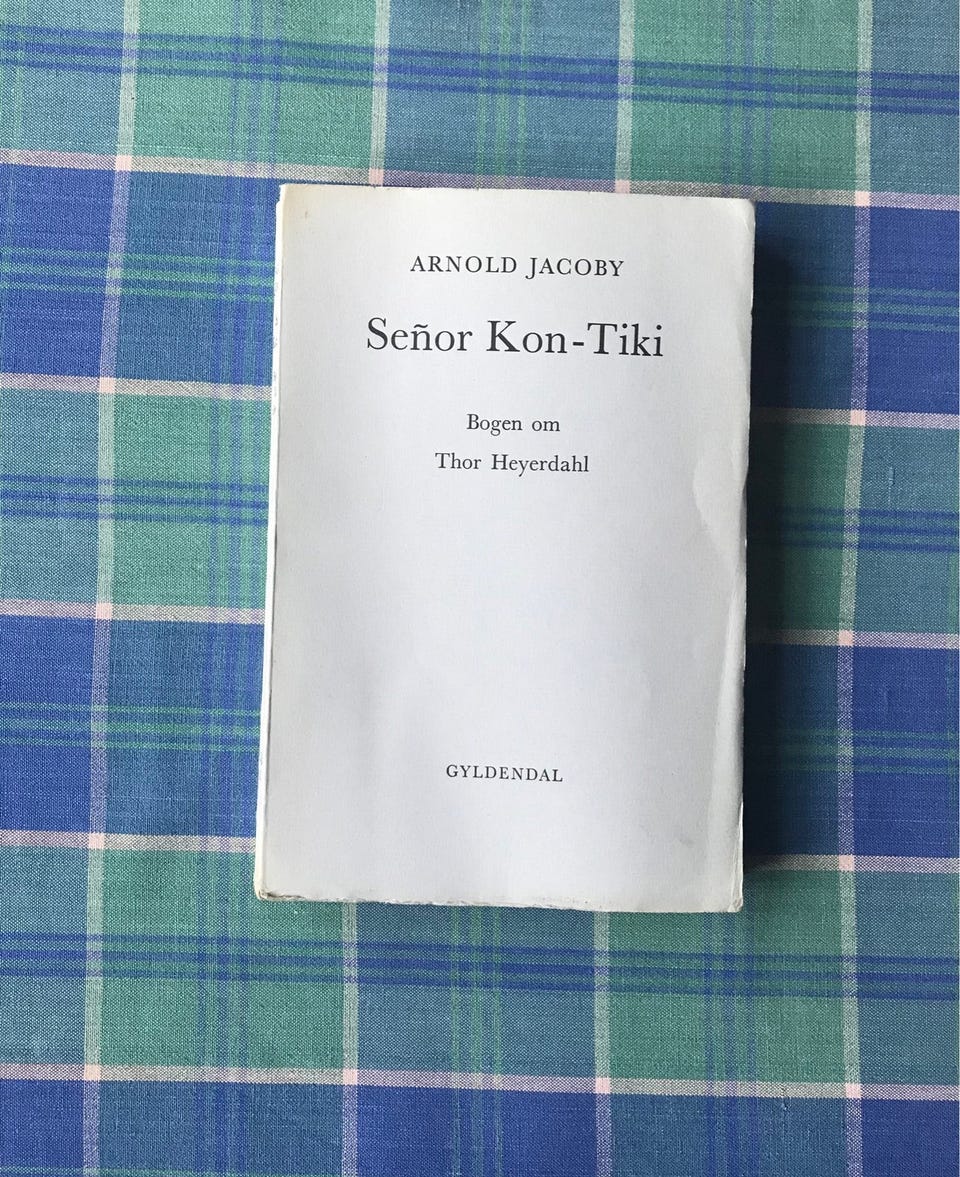 ARNOLD JACOBY
Señor Kon-Tiki
Bogen om
Thor Heyerdahl
GYLDENDAL